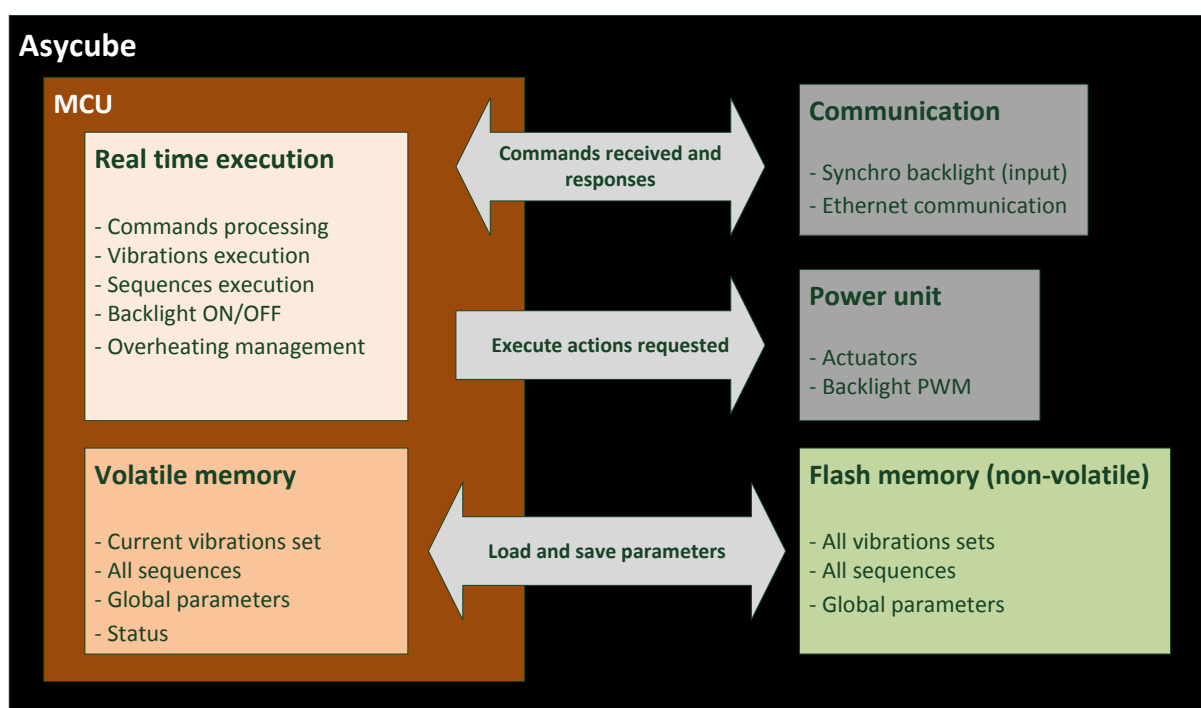 Asycube
MCU
Real time execution
- Commands processing
- Vibrations execution
- Sequences execution
- Backlight ON/OFF
- Overheating management
Commands received and
responses
Communication
- Synchro backlight (input)
- Ethernet communication
Execute actions requested
Power unit
- Actuators
- Backlight PWM
Volatile memory
- Current vibrations set
- All sequences
- Global parameters
- Status
Load and save parameters
Flash memory (non-volatile)
- All vibrations sets
- All sequences
- Global parameters